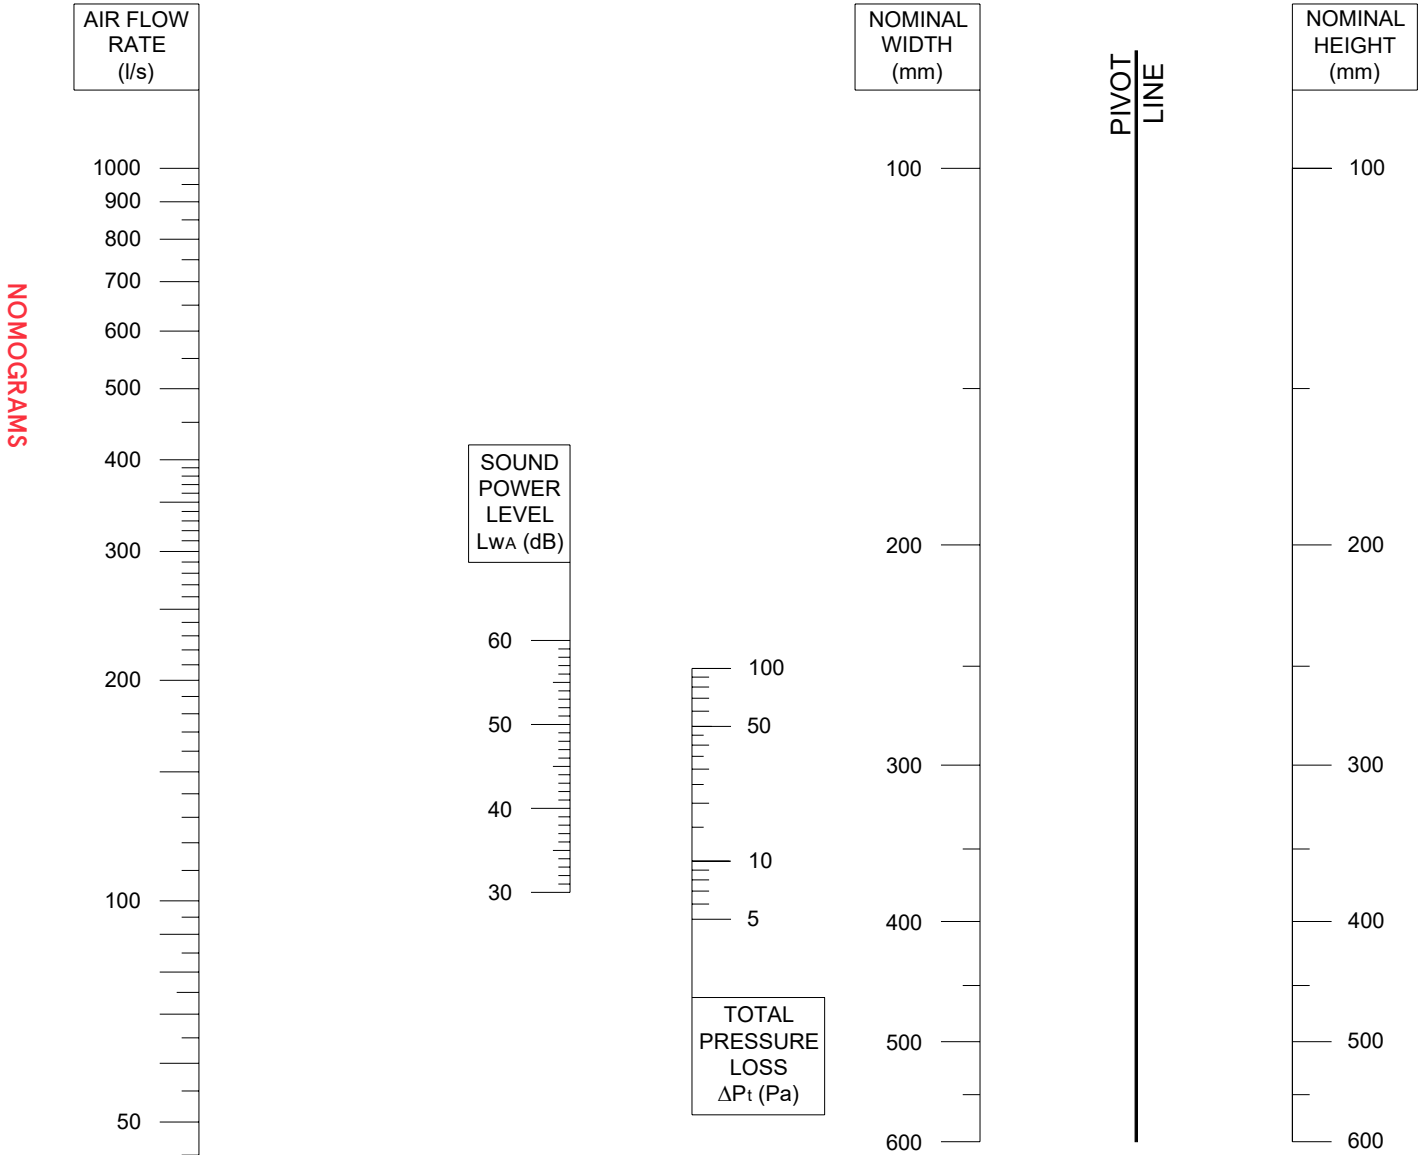 NOMOGRAMS
AIR FLOW
RATE
(l/s)
1000
900
800
700
600
500
400
300
200
100
50
SOUND
POWER
LEVEL
LWA (dB)
60
50
40
30
100
50
10
5
TOTAL
PRESSURE
LOSS
ΔPt (Pa)
NOMINAL
WIDTH
(mm)
100
200
300
400
500
600
PIVOT
LINE
NOMINAL
HEIGHT
(mm)
100
200
300
400
500
600